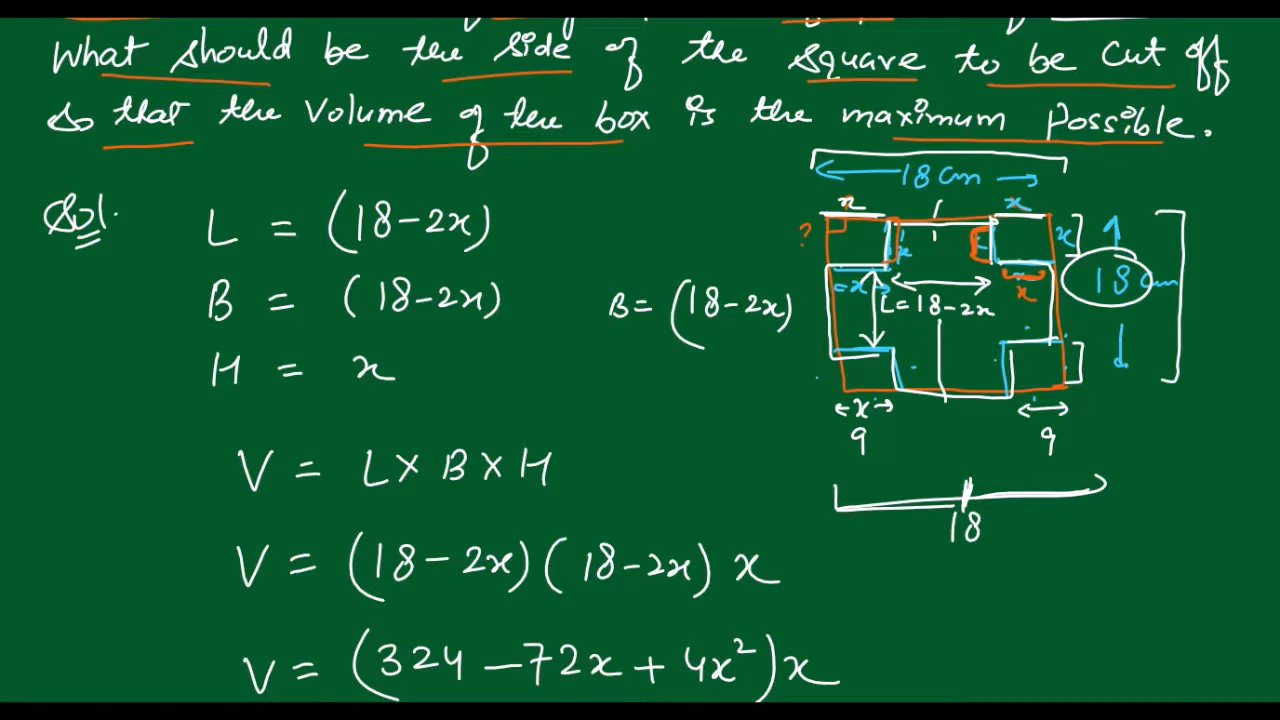 What should be the side of the square to be cut off
so that the volume of the box is the maximum possible.
Sol.
L = (18-2x)
B = (18-2x)
H = x
V = L × B × H
V = (18-2x)(18-2x) x
V = (324 - 72x + 4x²)x
18 cm
x x
? x x
x x
18 cm
L=18-2x
B = (18-2x)
x
9 9
18